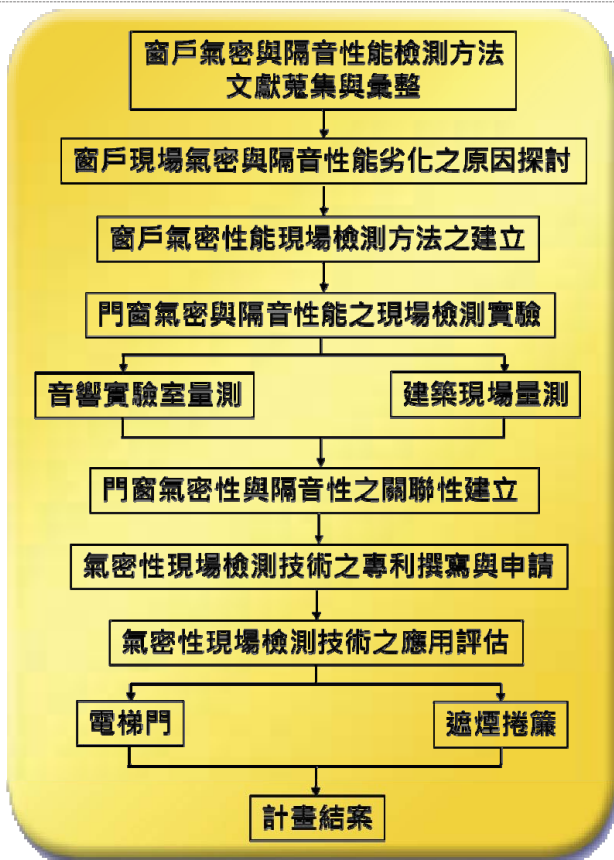 窗戶氣密與隔音性能檢測方法
文獻蒐集與彙整
窗戶現場氣密與隔音性能劣化之原因探討
窗戶氣密性能現場檢測方法之建立
門窗氣密與隔音性能之現場檢測實驗
音響實驗室量測
建築現場量測
門窗氣密性與隔音性之關聯性建立
氣密性現場檢測技術之專利撰寫與申請
氣密性現場檢測技術之應用評估
電梯門
遮煙捲簾
計畫結案